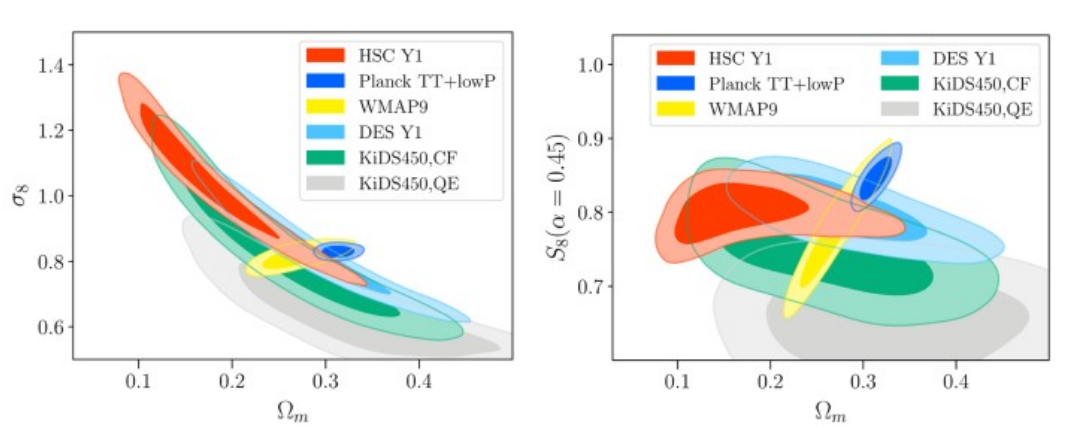 1.4
1.2
1.0
0.8
0.6
σ₈
HSC Y1
Planck TT+lowP
WMAP9
DES Y1
KiDS450,CF
KiDS450,QE
0.1 0.2 0.3 0.4
Ωₘ
1.0
0.9
0.8
0.7
S₈(α = 0.45)
HSC Y1 DES Y1
Planck TT+lowP KiDS450,CF
WMAP9 KiDS450,QE
0.1 0.2 0.3 0.4
Ωₘ